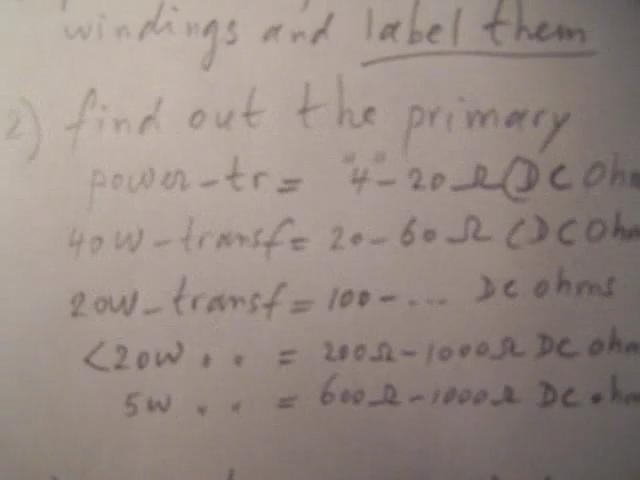 windings and label them
2) find out the primary
power-tr = "4"-20Ω (DC Ohm
40W-transf = 20-60Ω (DC Ohm
20W-transf = 100-... DC ohms
<20W . . = 200Ω-1000Ω DC ohm
5W . . = 600Ω-1000Ω DC ohm